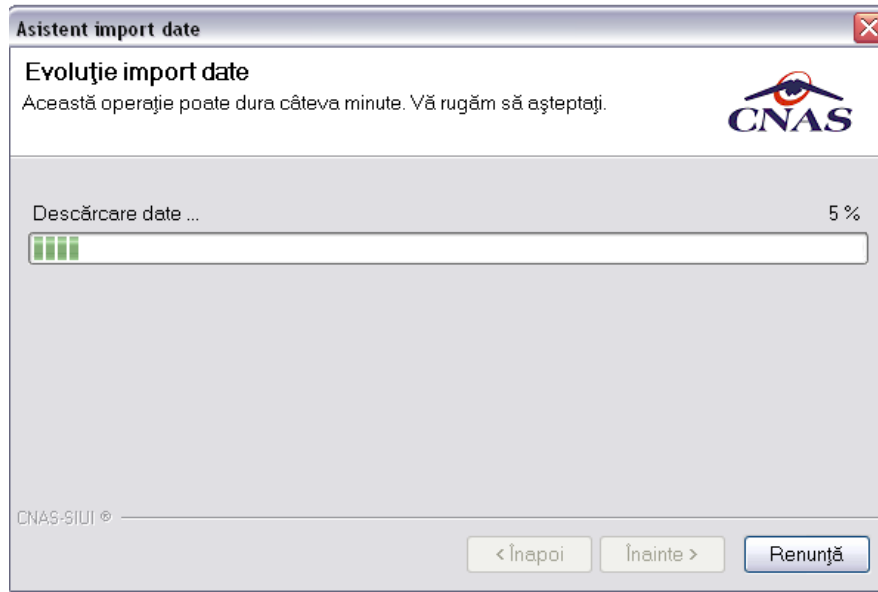 Asistent import date
Evoluţie import date
Această operaţie poate dura câteva minute. Vă rugăm să aşteptaţi.
CNAS
Descărcare date ... 5 %
CNAS-SIUI ®
< Înapoi Înainte > Renunţă